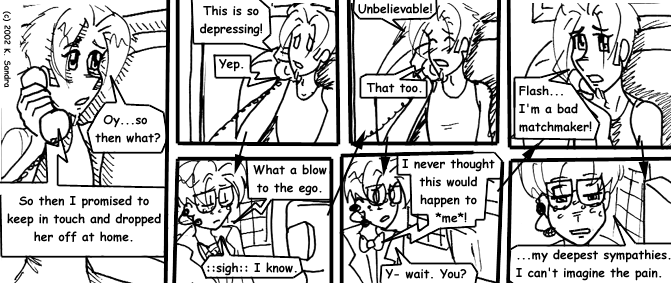 (c) 2002 K. Sandra
Oy...so
then what?
So then I promised to
keep in touch and dropped
her off at home.
This is so
depressing!
Yep.
What a blow
to the ego.
::sigh:: I know.
Unbelievable!
That too.
I never thought
this would
happen to
*me*!
Y- wait. You?
Flash...
I'm a bad
matchmaker!
...my deepest sympathies.
I can't imagine the pain.